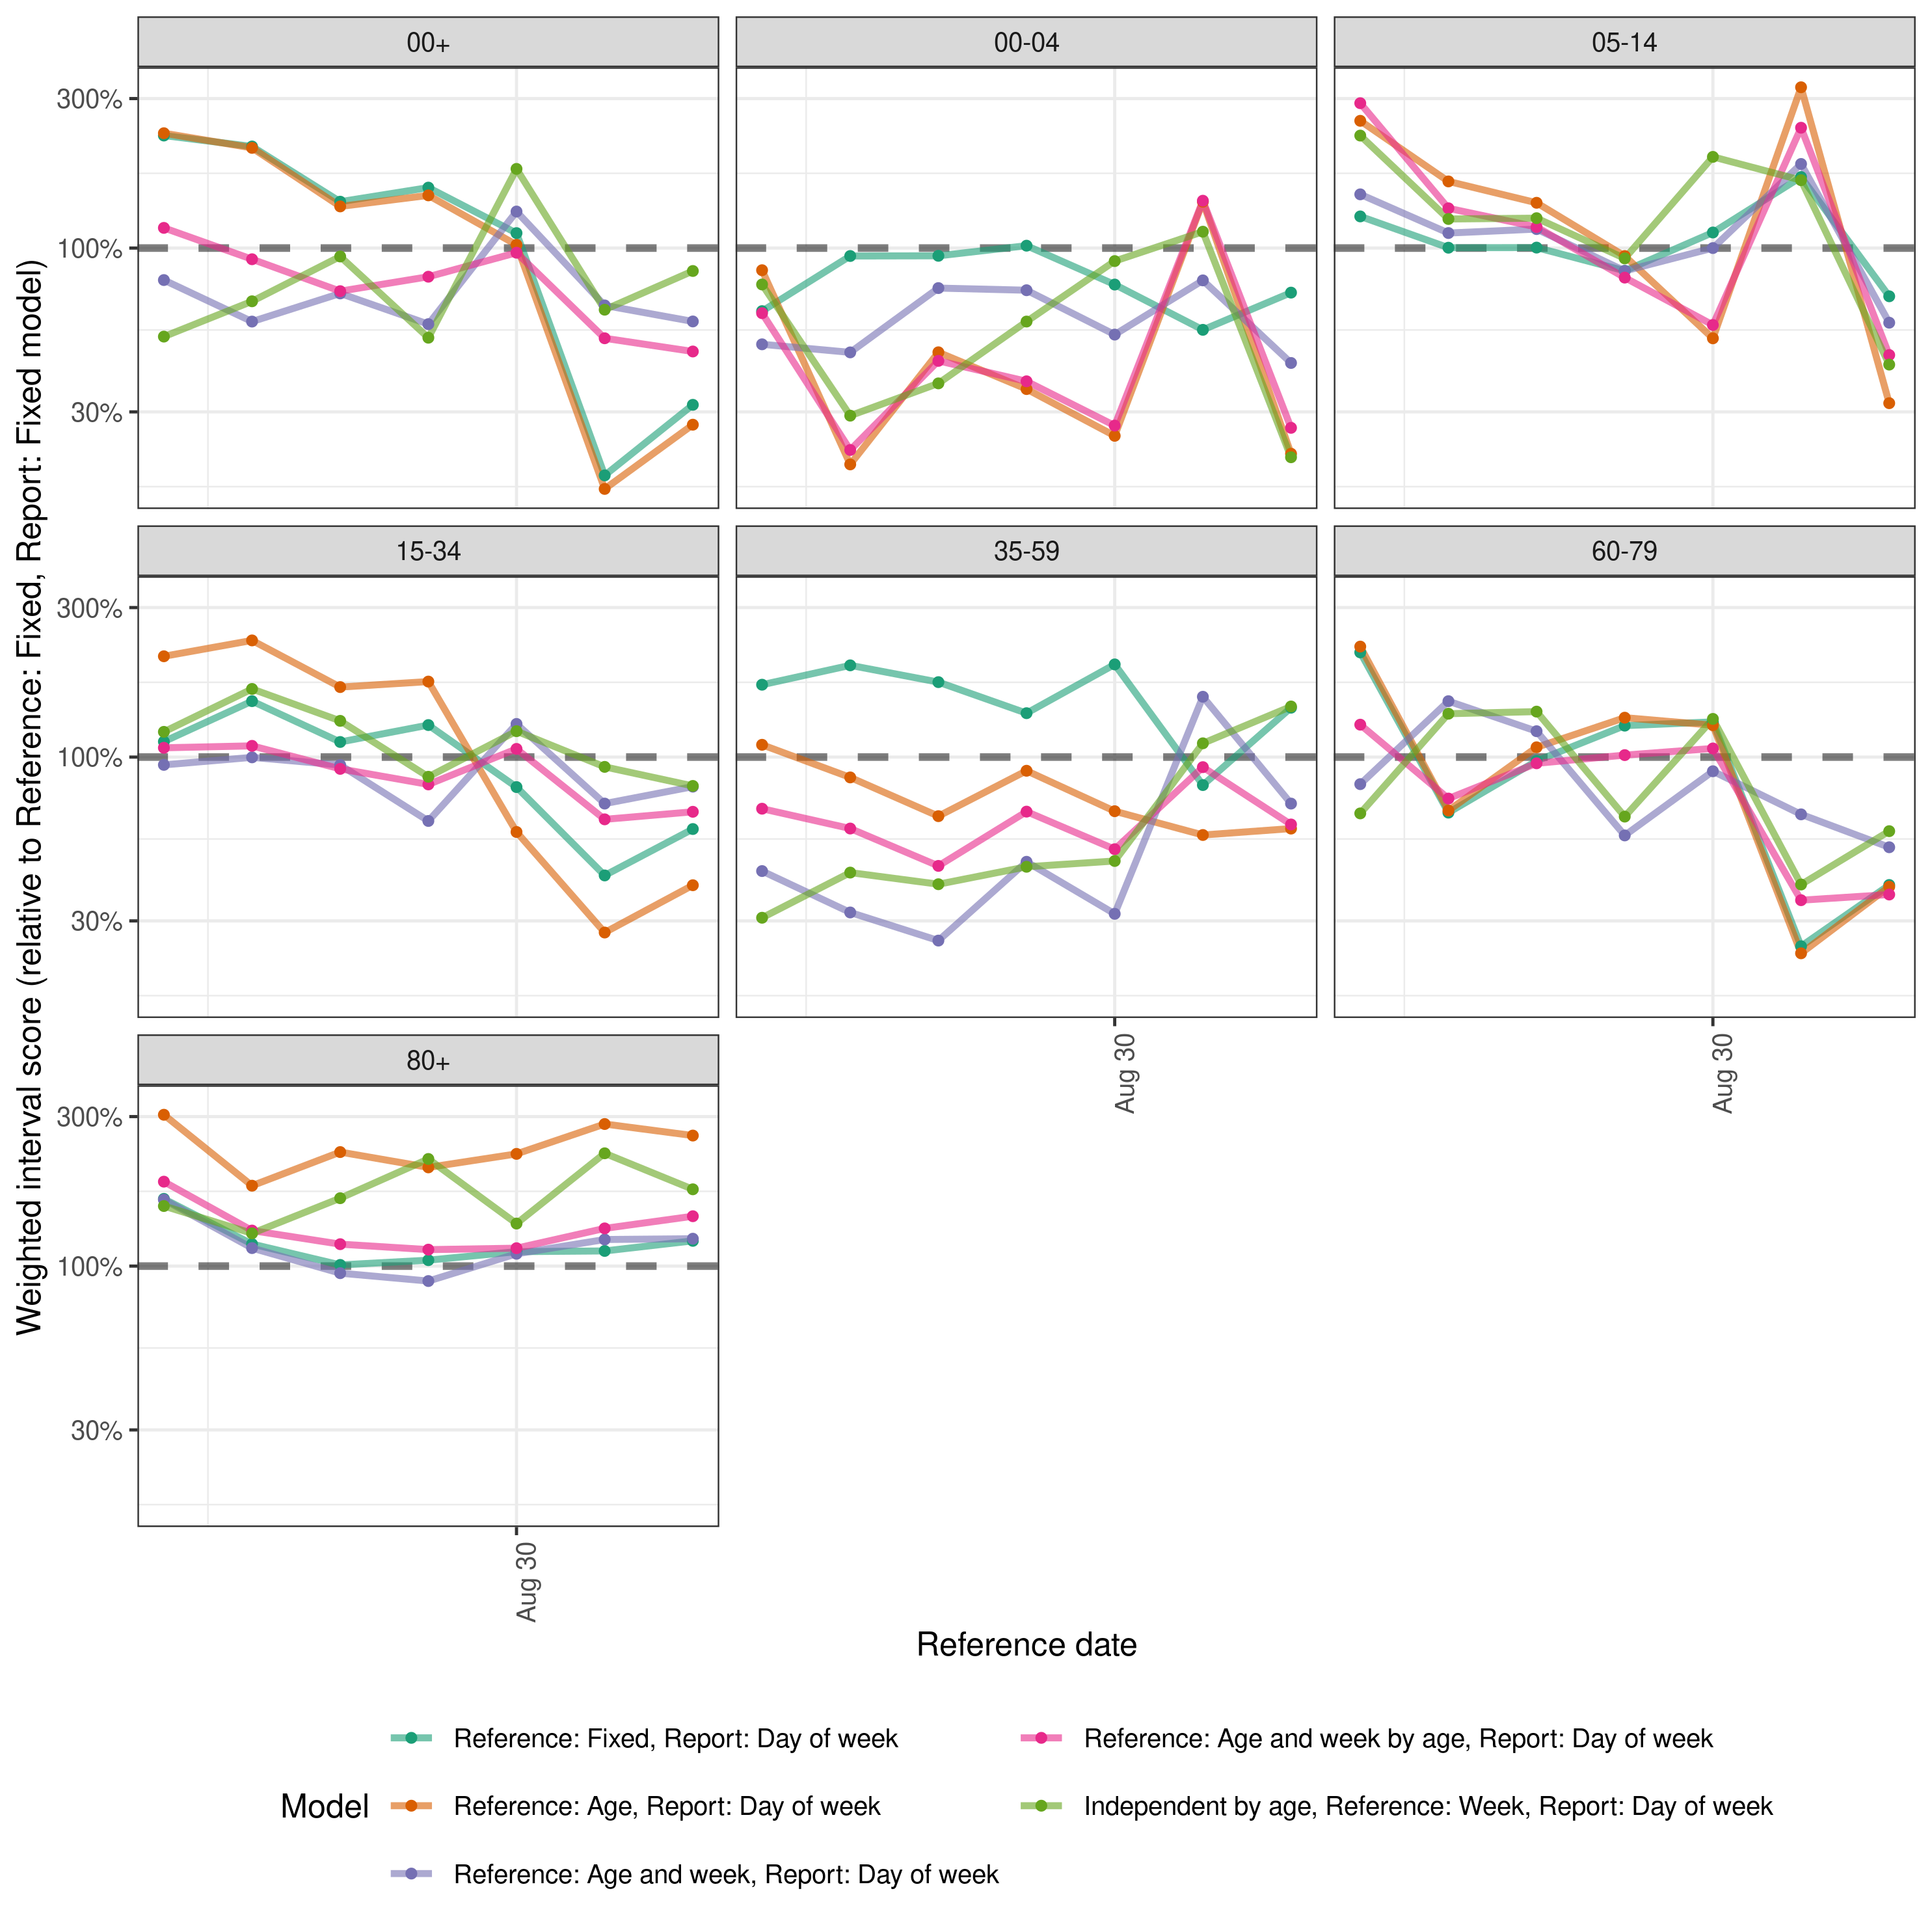 00+
00-04
05-14
300%
100%
30%
15-34
35-59
60-79
300%
100%
30%
Aug 30
Aug 30
80+
300%
100%
30%
Aug 30
Weighted interval score (relative to Reference: Fixed, Report: Fixed model)
Reference date
Model
Reference: Fixed, Report: Day of week
Reference: Age, Report: Day of week
Reference: Age and week, Report: Day of week
Reference: Age and week by age, Report: Day of week
Independent by age, Reference: Week, Report: Day of week